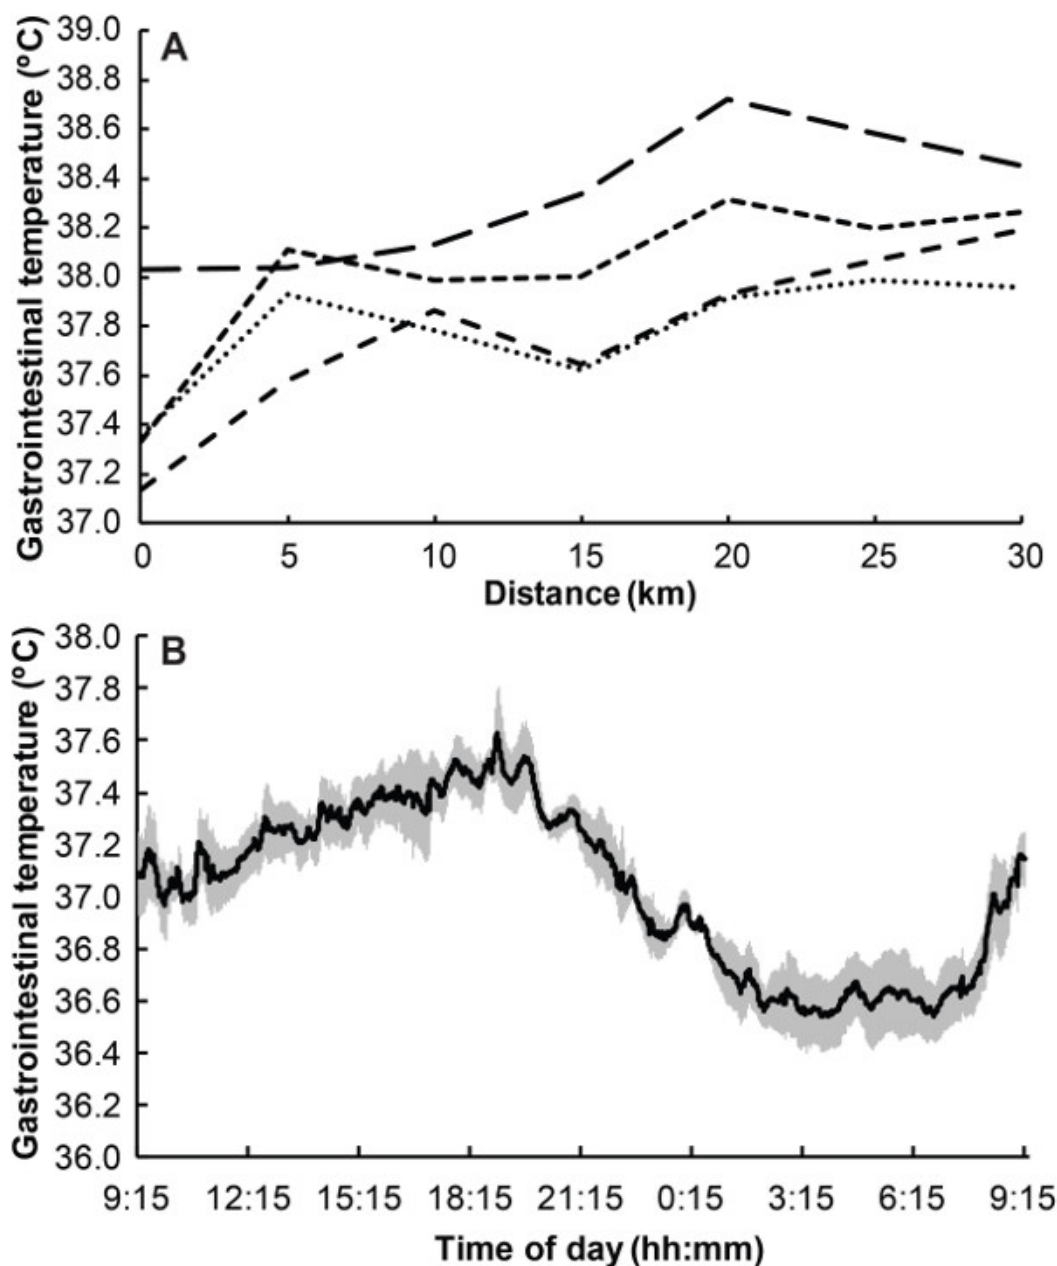 A
Gastrointestinal temperature (ºC)
39.0
38.8
38.6
38.4
38.2
38.0
37.8
37.6
37.4
37.2
37.0
0 5 10 15 20 25 30
Distance (km)
B
Gastrointestinal temperature (ºC)
38.0
37.8
37.6
37.4
37.2
37.0
36.8
36.6
36.4
36.2
36.0
9:15 12:15 15:15 18:15 21:15 0:15 3:15 6:15 9:15
Time of day (hh:mm)